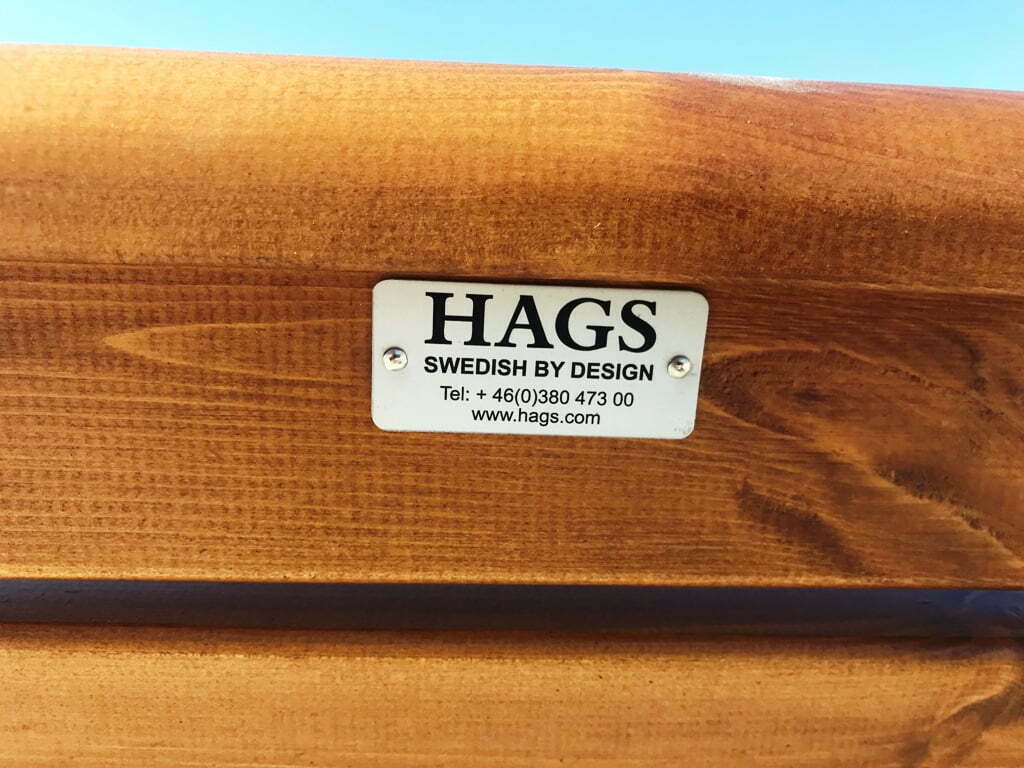 HAGS
SWEDISH BY DESIGN
Tel: + 46(0)380 473 00
www.hags.com